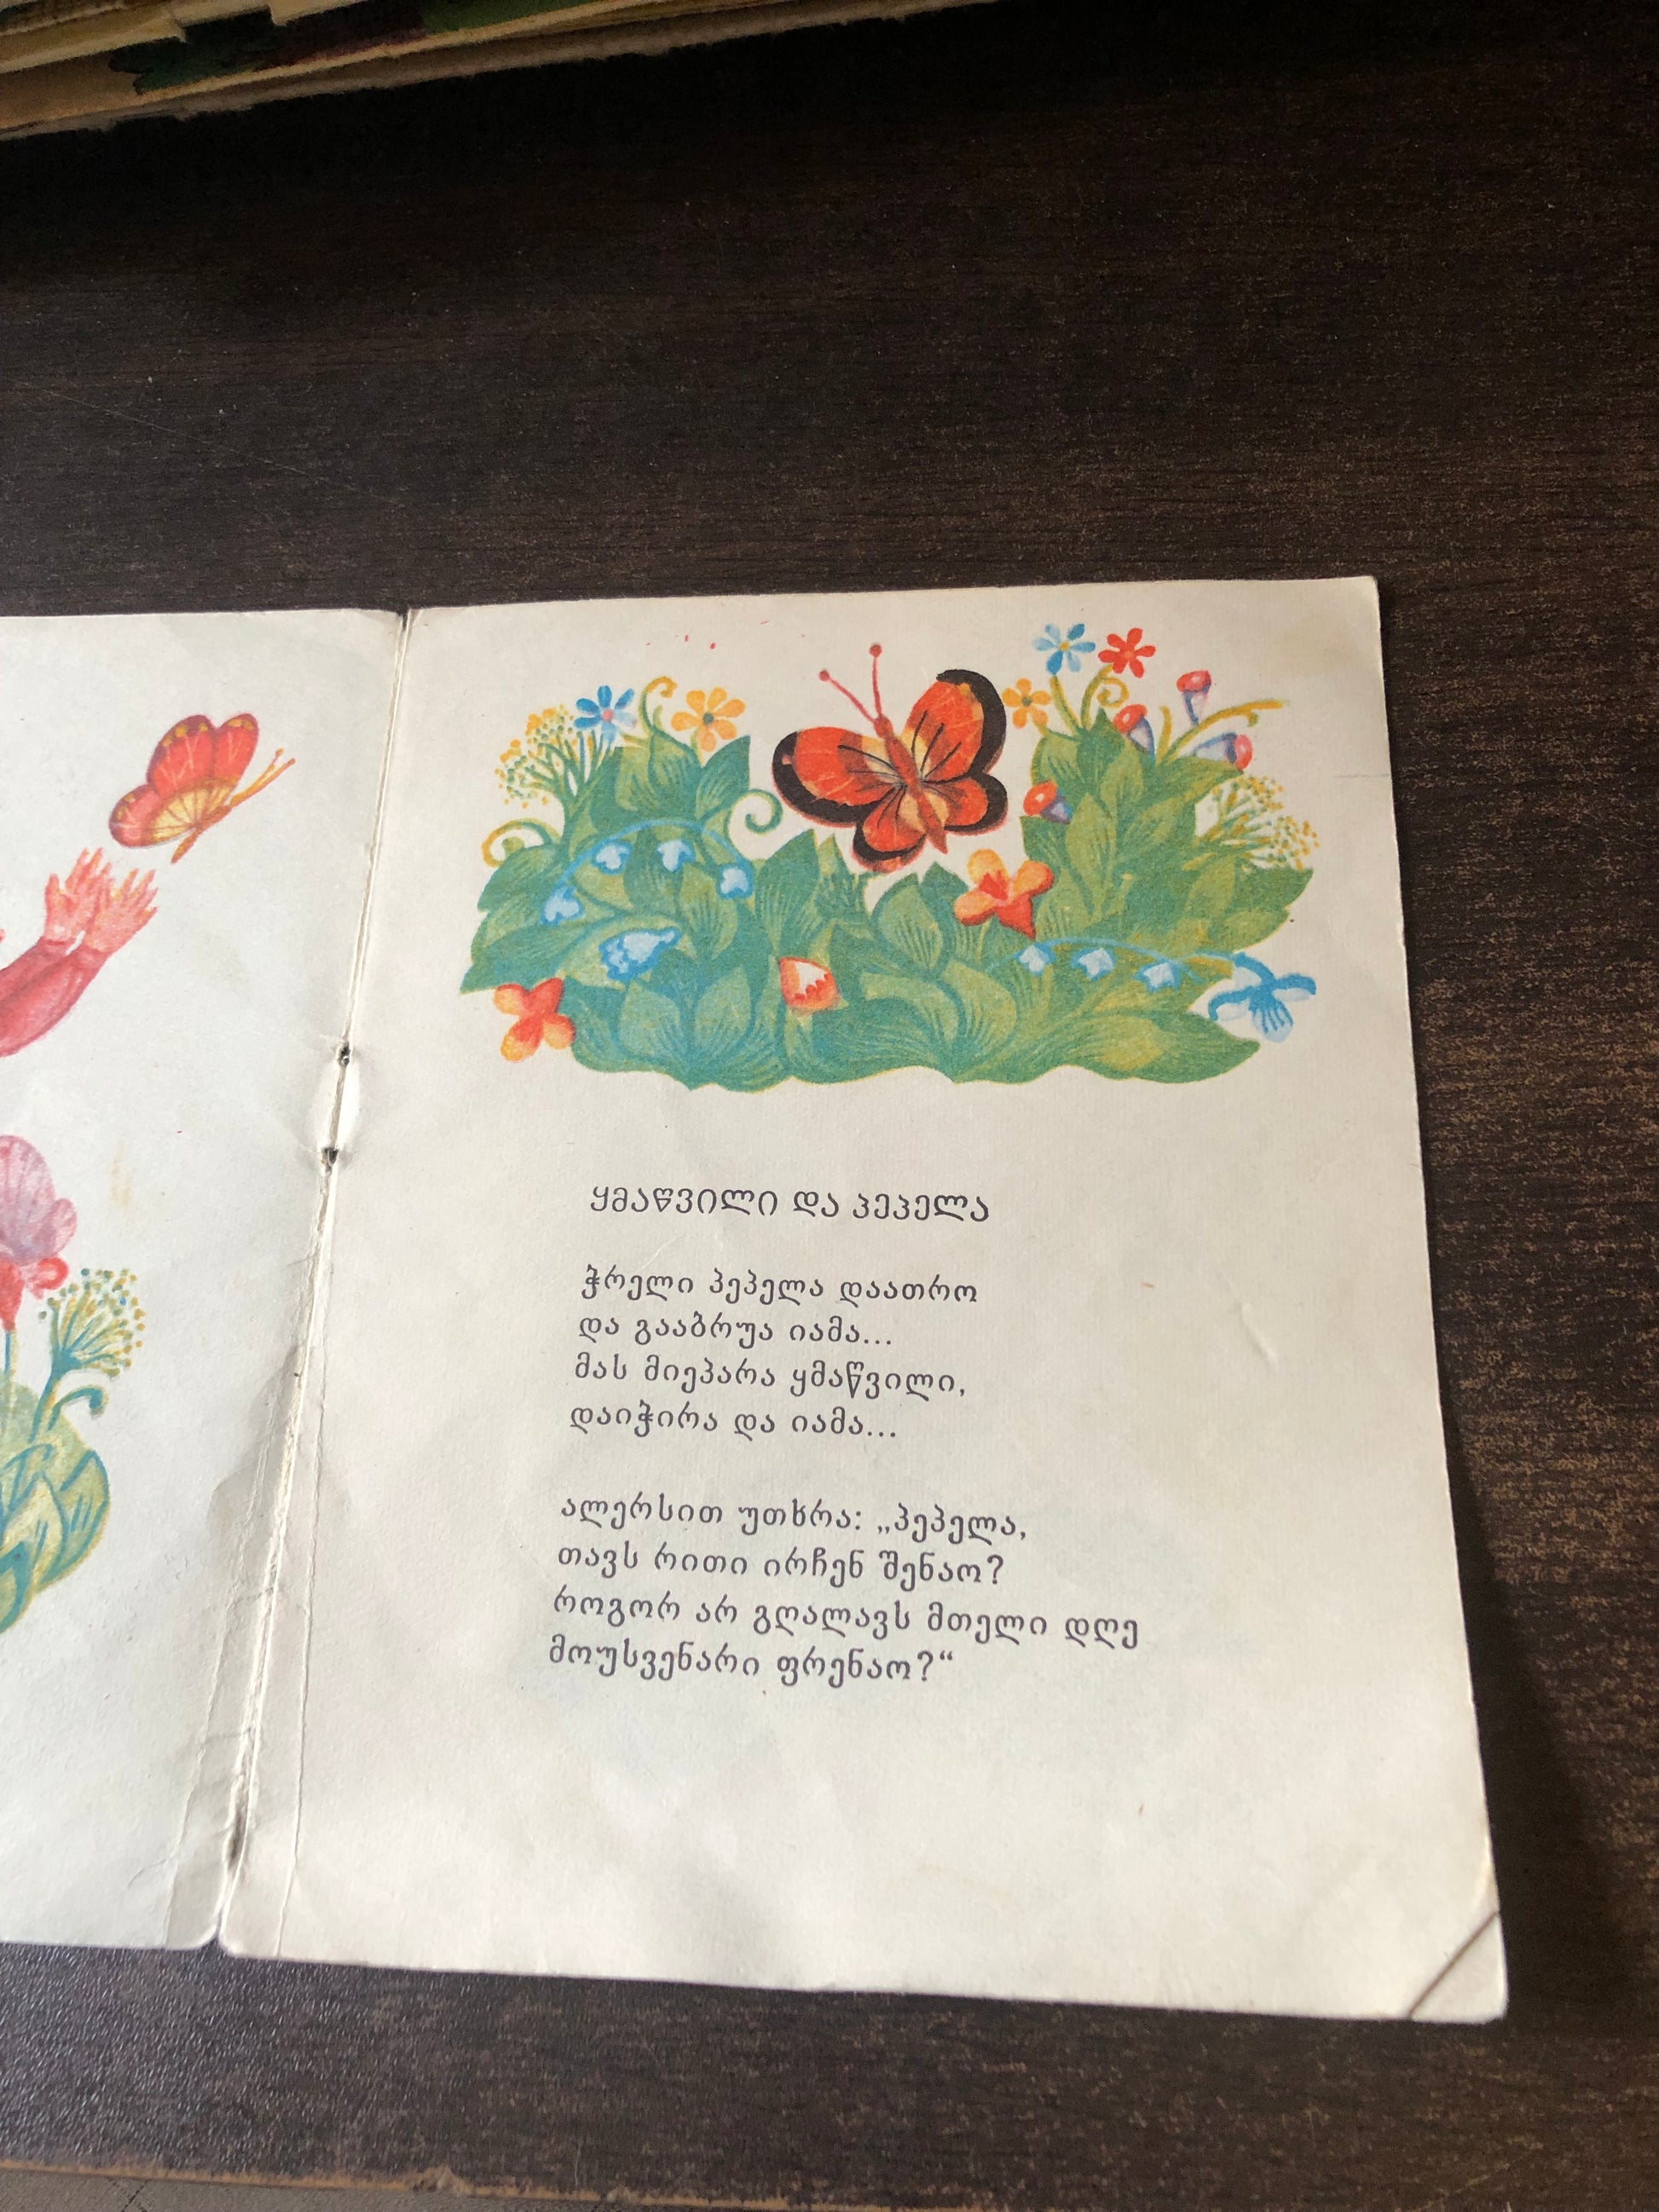 ყმაწვილი და პეპელა
ჭრელი პეპელა დაათრო
და გააბრუა იამა...
მას მიეპარა ყმაწვილი,
დაიჭირა და იამა...
ალერსით უთხრა: „პეპელა,
თავს რითი ირჩენ შენაო?
როგორ არ გღალავს მთელი დღე
მოუსვენარი ფრენაო?“